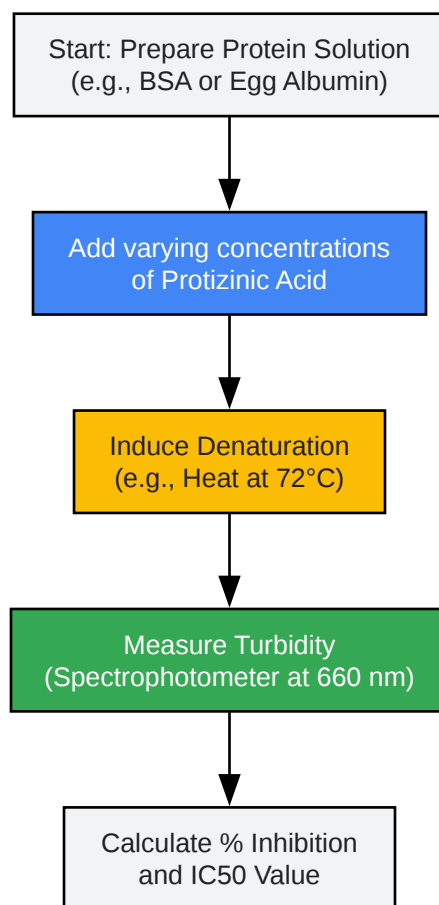 Start: Prepare Protein Solution
(e.g., BSA or Egg Albumin)
Add varying concentrations
of Protizinic Acid
Induce Denaturation
(e.g., Heat at 72°C)
Measure Turbidity
(Spectrophotometer at 660 nm)
Calculate % Inhibition
and IC50 Value